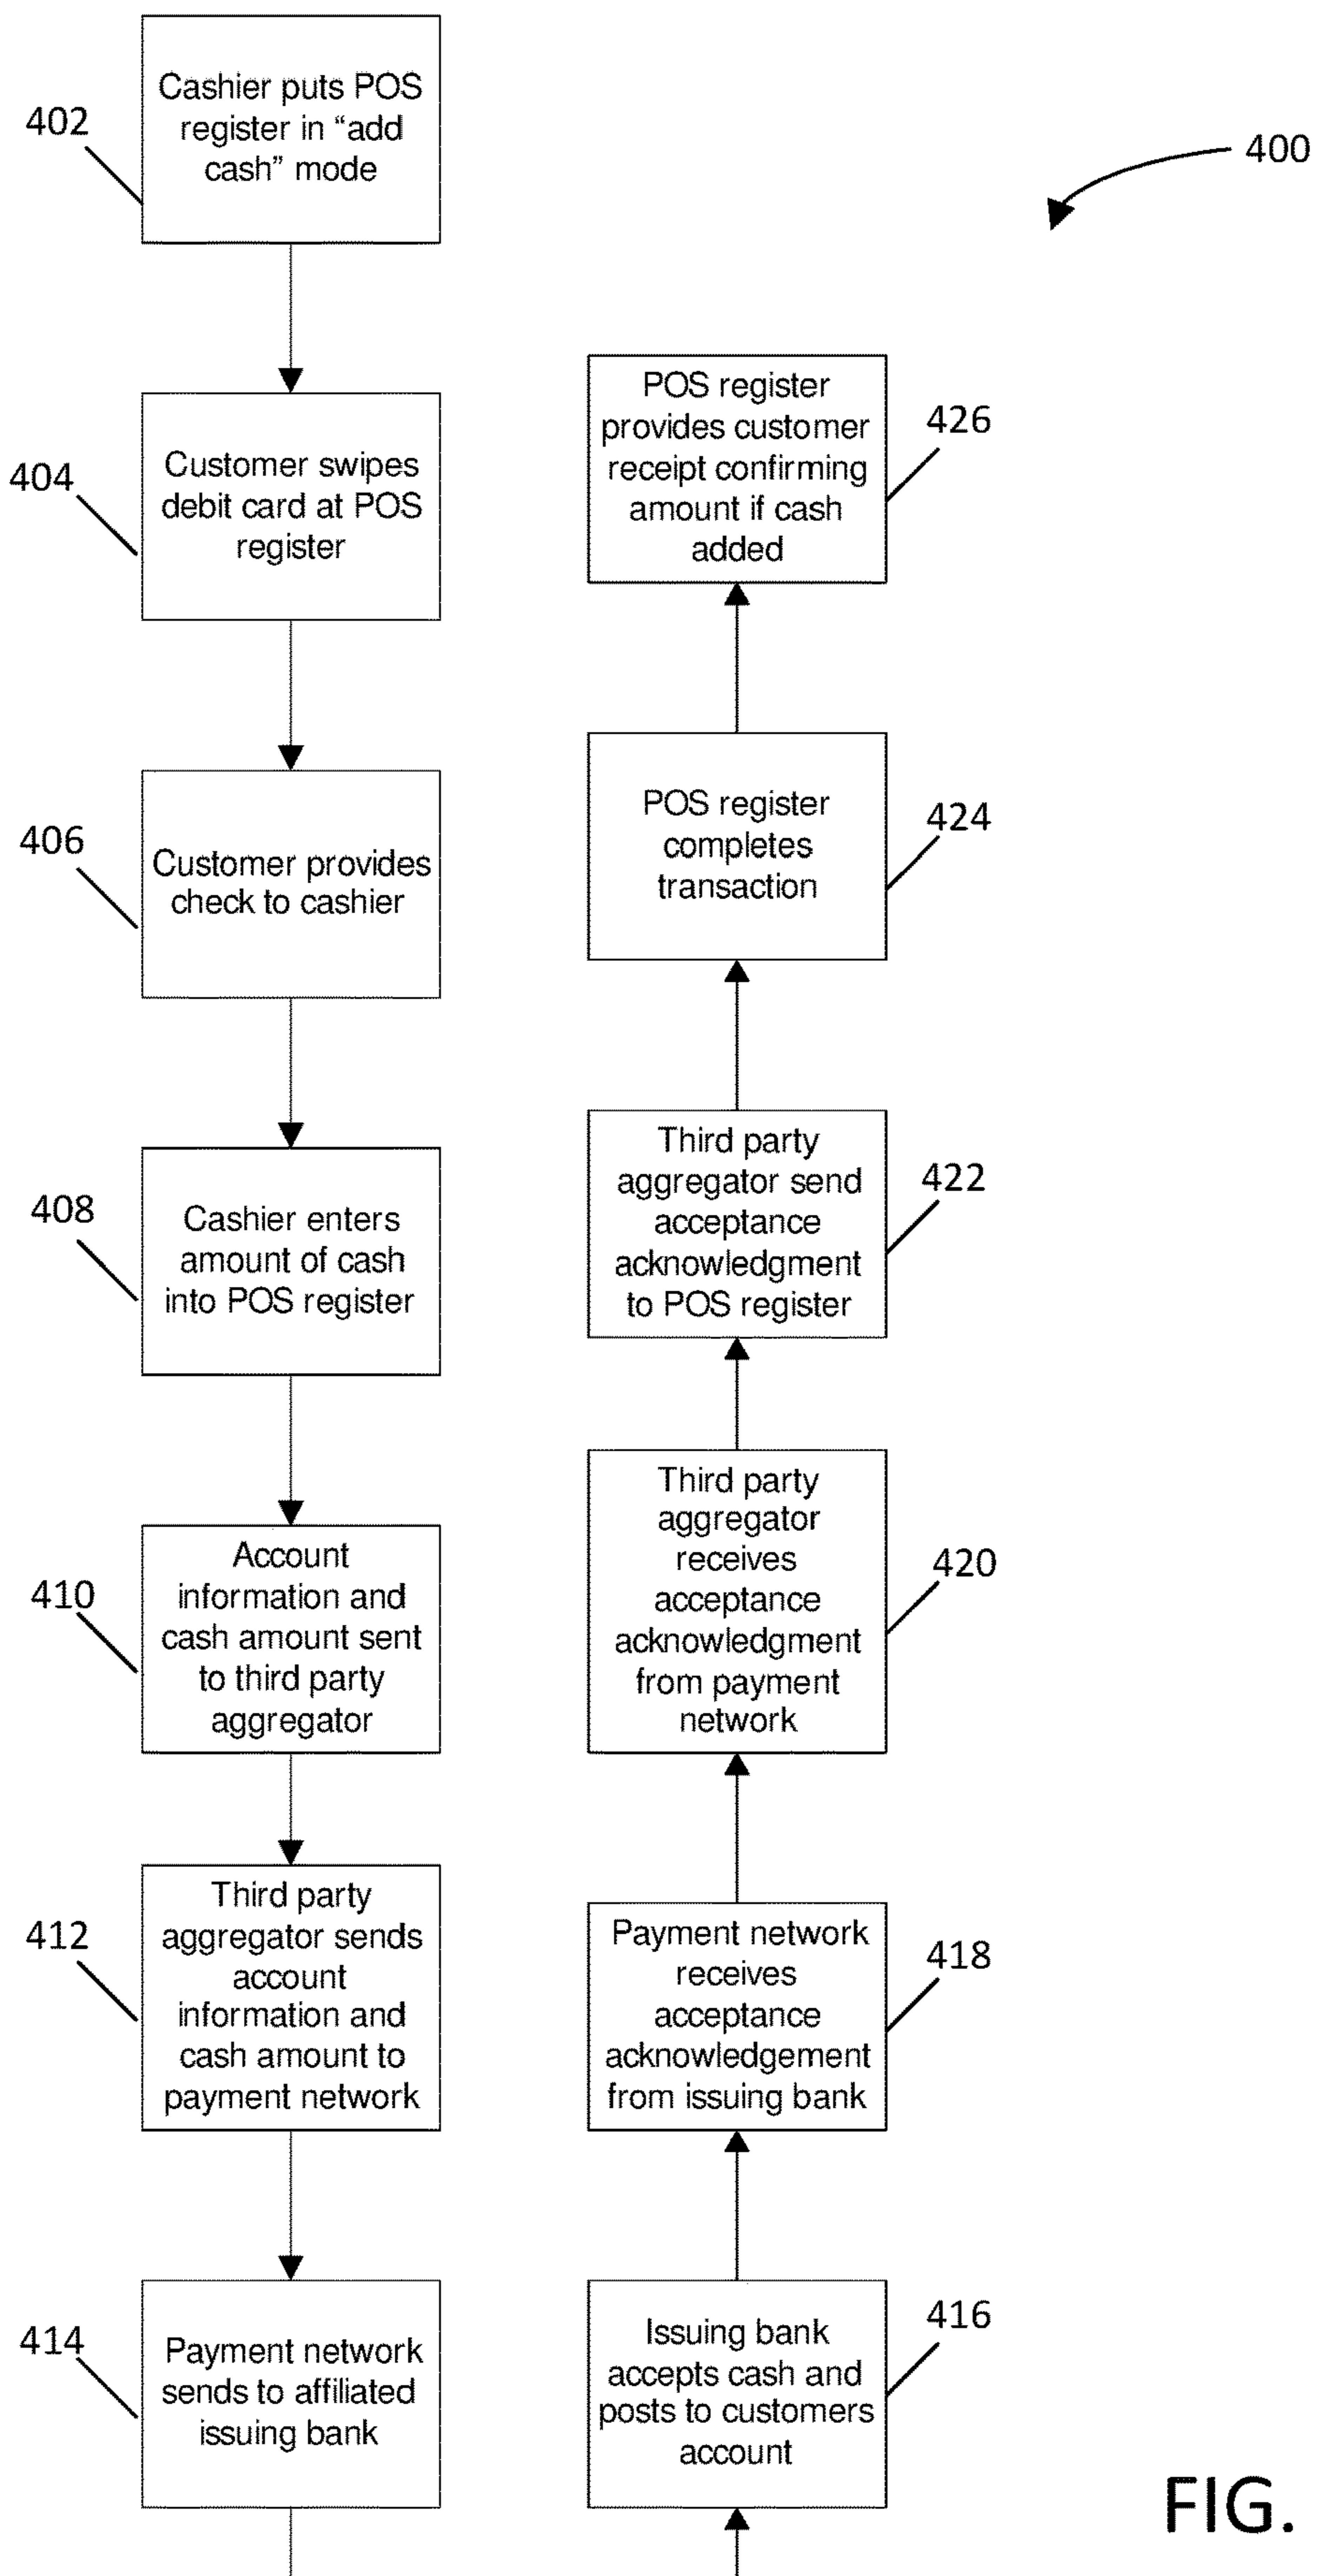 402
Cashier puts POS
register in “add
cash” mode
400
404
Customer swipes
debit card at POS
register
406
Customer provides
check to cashier
408
Cashier enters
amount of cash
into POS register
410
Account
information and
cash amount sent
to third party
aggregator
412
Third party
aggregator sends
account
information and
cash amount to
payment network
414
Payment network
sends to affiliated
issuing bank
416
Issuing bank
accepts cash and
posts to customers
account
418
Payment network
receives
acceptance
acknowledgement
from issuing bank
420
Third party
aggregator
receives
acceptance
acknowledgment
from payment
network
422
Third party
aggregator send
acceptance
acknowledgment
to POS register
424
POS register
completes
transaction
426
POS register
provides customer
receipt confirming
amount if cash
added
FIG.